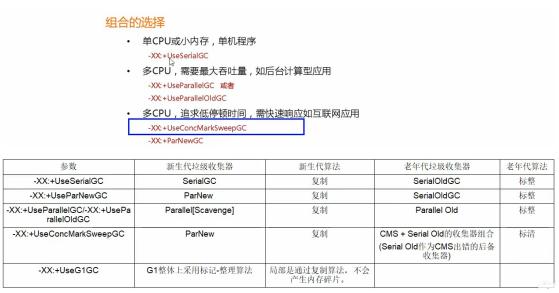 组合的选择
• 单CPU或小内存，单机程序
-XX:+UseSerialGC
• 多CPU，需要最大吞吐量，如后台计算型应用
-XX:+UseParallelGC 或者
-XX:+UseParallelOldGC
• 多CPU，追求低停顿时间，需快速响应如互联网应用
-XX:+UseConcMarkSweepGC
-XX:+ParNewGC
参数 新生代垃级收集器 新生代算法 老年代垃级收集器 老年代算法
-XX:+UseSerialGC SerialGC 复制 SerialOldGC 标整
-XX:+UseParNewGC ParNew 复制 SerialOldGC 标整
-XX:+UseParallelGC/-XX:+UsePa
rallelOldGC Parallel[Scavenge] 复制 Parallel Old 标整
-XX:+UseConcMarkSweepGC ParNew 复制 CMS + Serial Old的收集器组合 标清
(Serial Old作为CMS出错的后备
收集器)
-XX:+UseG1GC G1整体上采用标记-整理算法 局部是通过复制算法，不会
产生内存碎片。